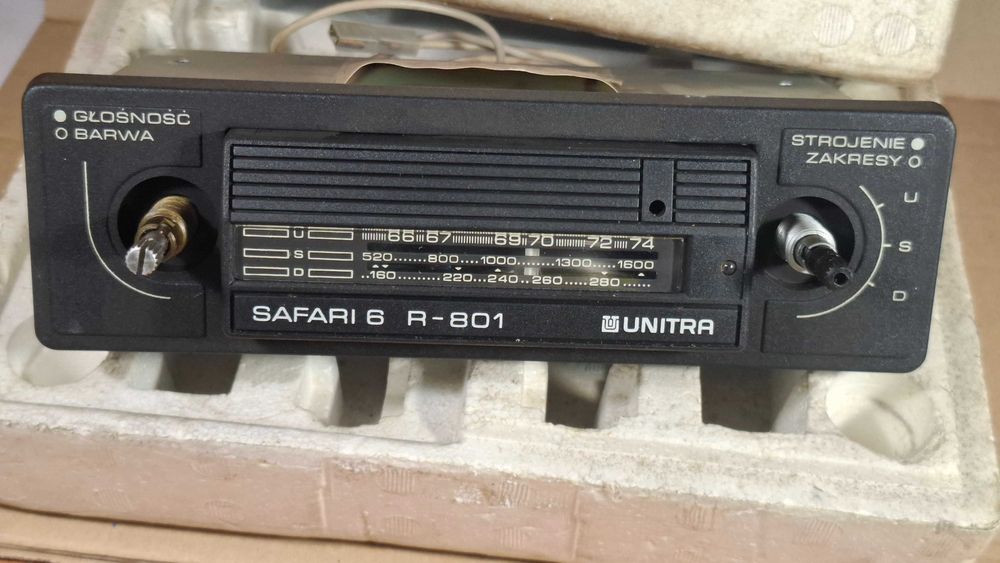 ● GŁOŚNOŚĆ
○ BARWA
STROJENIE ●
ZAKRESY ○
U
S
D
U 66 67 69 70 72 74
S 520 800 1000 1300 1600
D 160 220 240 260 280
SAFARI 6 R-801
UNITRA